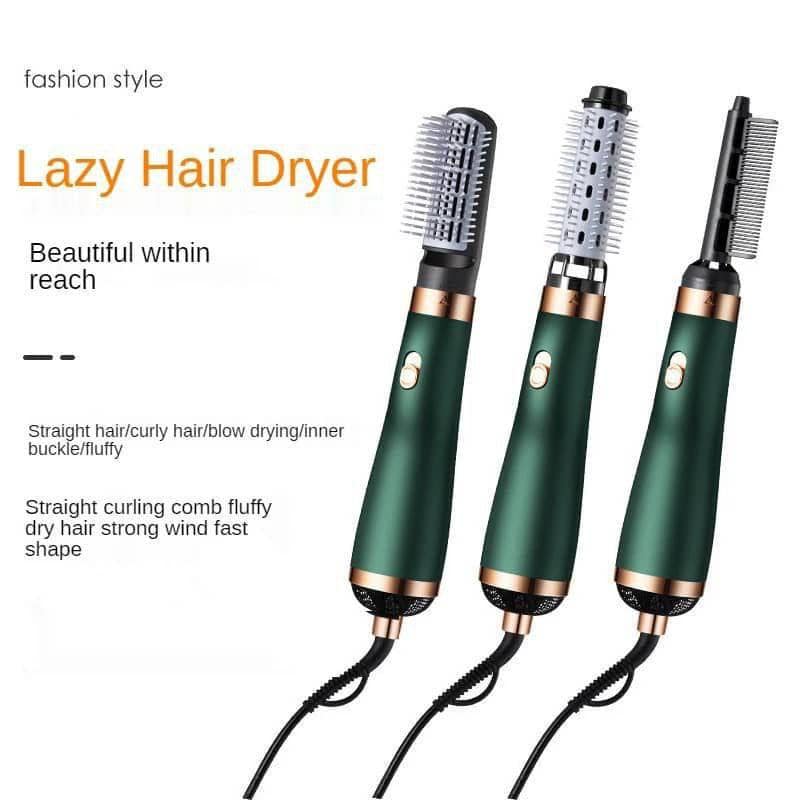 fashion style
Lazy Hair Dryer
Beautiful within
reach
Straight hair/curly hair/blow drying/inner
buckle/fluffy
Straight curling comb fluffy
dry hair strong wind fast
shape